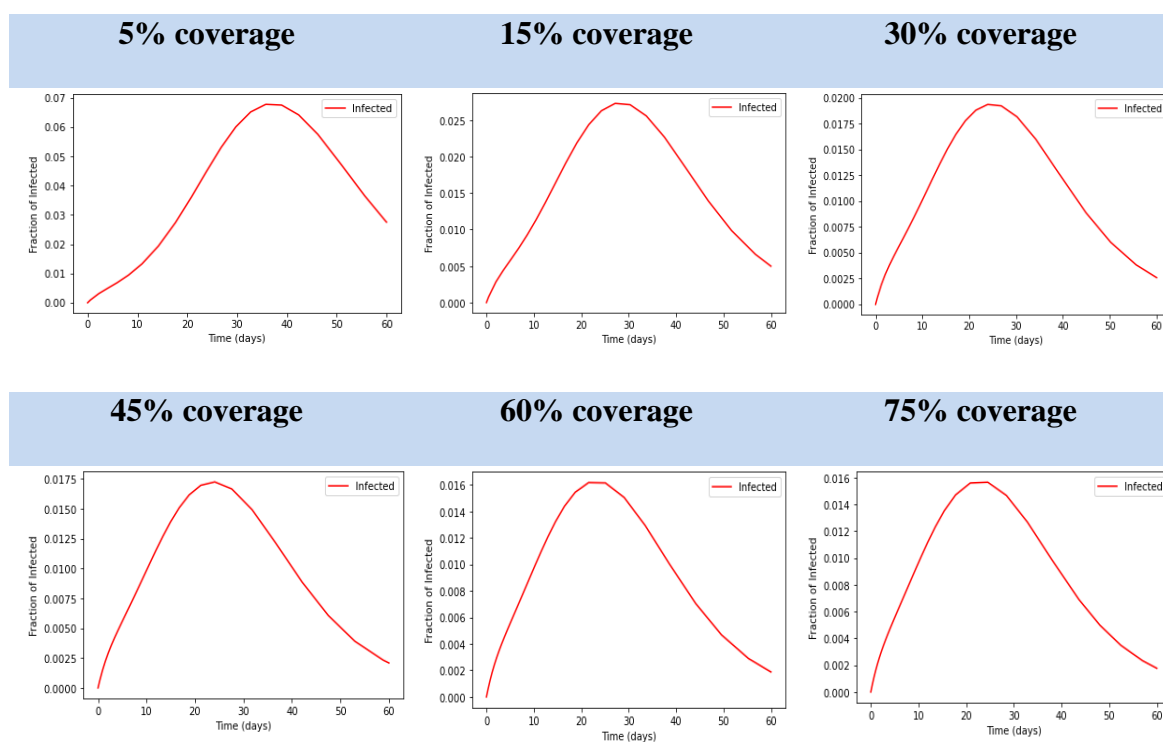 5% coverage
15% coverage
30% coverage
0.07
0.06
0.05
0.04
0.03
0.02
0.01
0.00
Fraction of Infected
Infected
0 10 20 30 40 50 60
Time (days)
0.025
0.020
0.015
0.010
0.005
0.000
Fraction of Infected
Infected
0 10 20 30 40 50 60
Time (days)
0.020
0.0175
0.0150
0.0125
0.0100
0.0075
0.0050
0.0025
0.0000
Fraction of Infected
Infected
0 10 20 30 40 50 60
Time (days)
45% coverage
60% coverage
75% coverage
0.0175
0.0150
0.0125
0.0100
0.0075
0.0050
0.0025
0.0000
Fraction of Infected
Infected
0 10 20 30 40 50 60
Time (days)
0.016
0.014
0.012
0.010
0.008
0.006
0.004
0.002
0.000
Fraction of Infected
Infected
0 10 20 30 40 50 60
Time (days)
0.016
0.014
0.012
0.010
0.008
0.006
0.004
0.002
0.000
Fraction of Infected
Infected
0 10 20 30 40 50 60
Time (days)